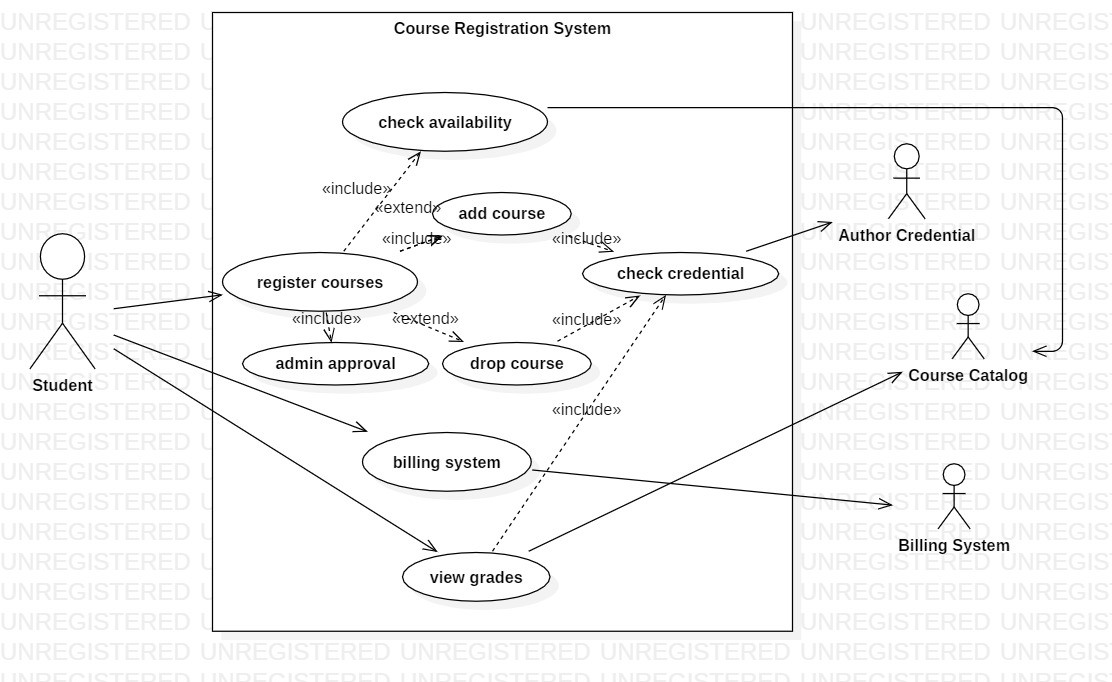 Course Registration System
check availability
«include»
«extend»
add course
«include»
«include»
Author Credential
check credential
register courses
«include»
«extend»
«include»
admin approval
drop course
Student
Course Catalog
«include»
billing system
Billing System
view grades
UNREGISTERED UNREGISTERED UNREGISTERED UNREGISTERED UNREGISTERED UNREGIS